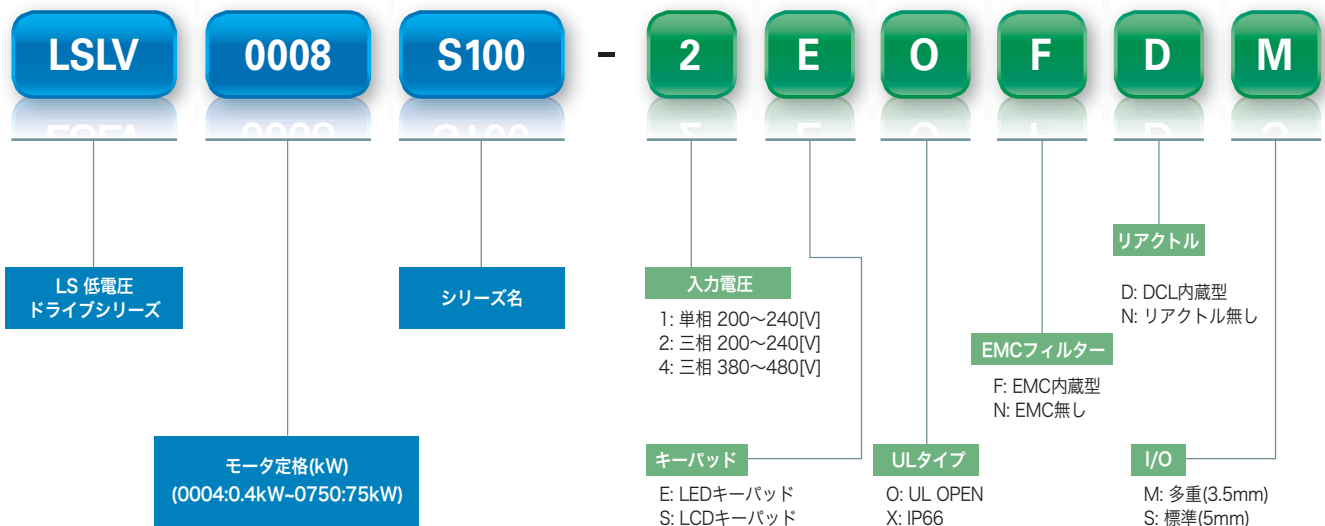 LSLV 0008 S100 - 2 E O F D M
LS 低電圧
ドライブシリーズ
モータ定格(kW)
(0004:0.4kW~0750:75kW)
シリーズ名
入力電圧
1: 単相 200～240[V]
2: 三相 200～240[V]
4: 三相 380～480[V]
キーパッド
E: LEDキーパッド
S: LCDキーパッド
ULタイプ
O: UL OPEN
X: IP66
EMCフィルター
F: EMC内蔵型
N: EMC無し
リアクトル
D: DCL内蔵型
N: リアクトル無し
I/O
M: 多重(3.5mm)
S: 標準(5mm)